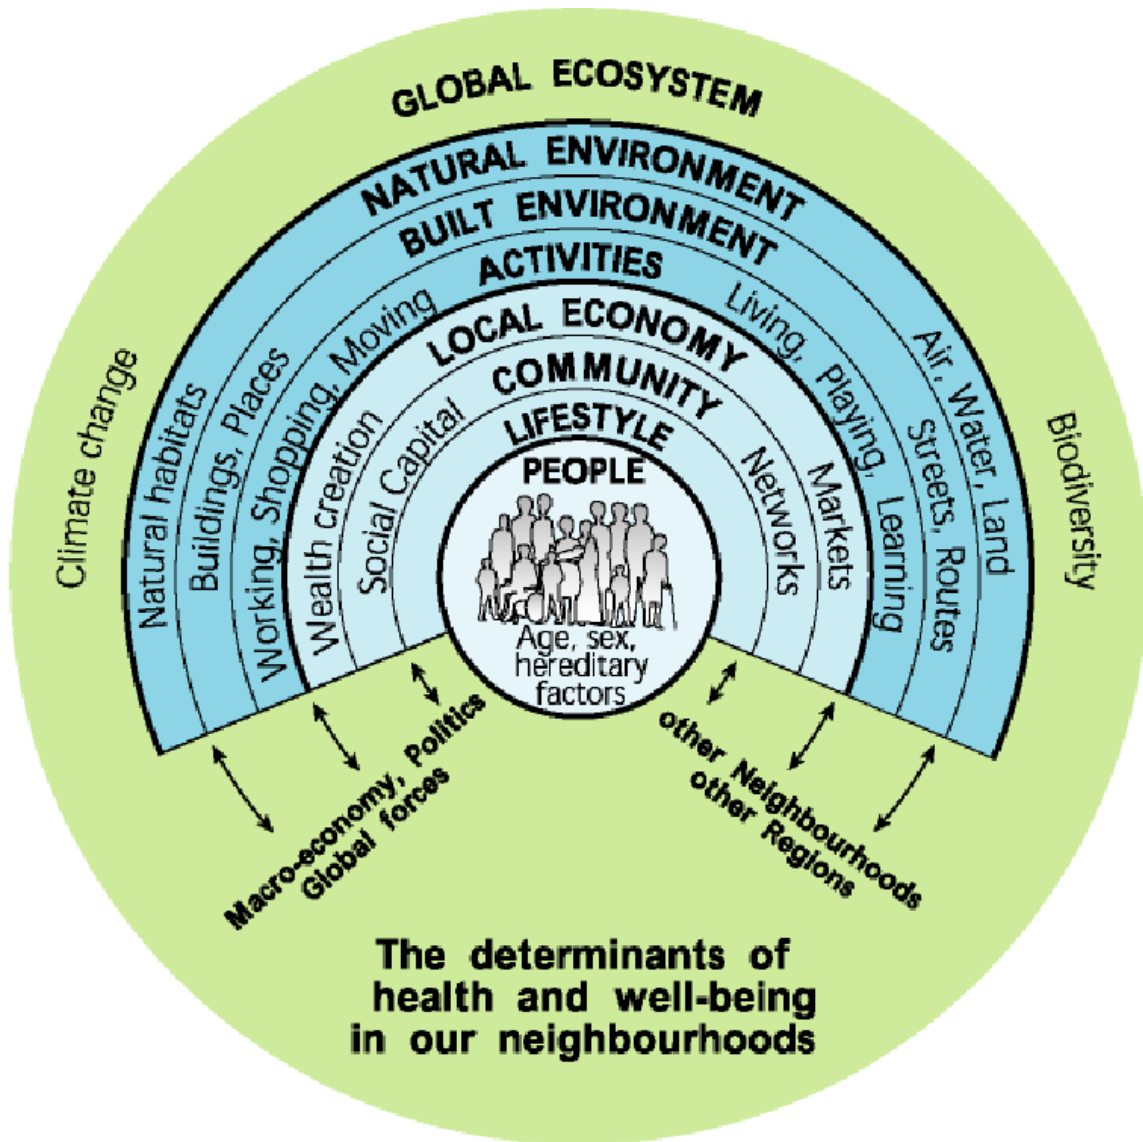 GLOBAL ECOSYSTEM
NATURAL ENVIRONMENT
BUILT ENVIRONMENT
ACTIVITIES
LOCAL ECONOMY
COMMUNITY
LIFESTYLE
PEOPLE
Age, sex,
hereditary
factors
Climate change
Natural habitats
Buildings, Places
Working, Shopping, Moving
Wealth creation
Social Capital
Networks
Markets
Living, Playing, Learning
Streets, Routes
Air, Water, Land
Biodiversity
Macro-economy, Politics
Global forces
other Neighbourhoods
other Regions
The determinants of
health and well-being
in our neighbourhoods